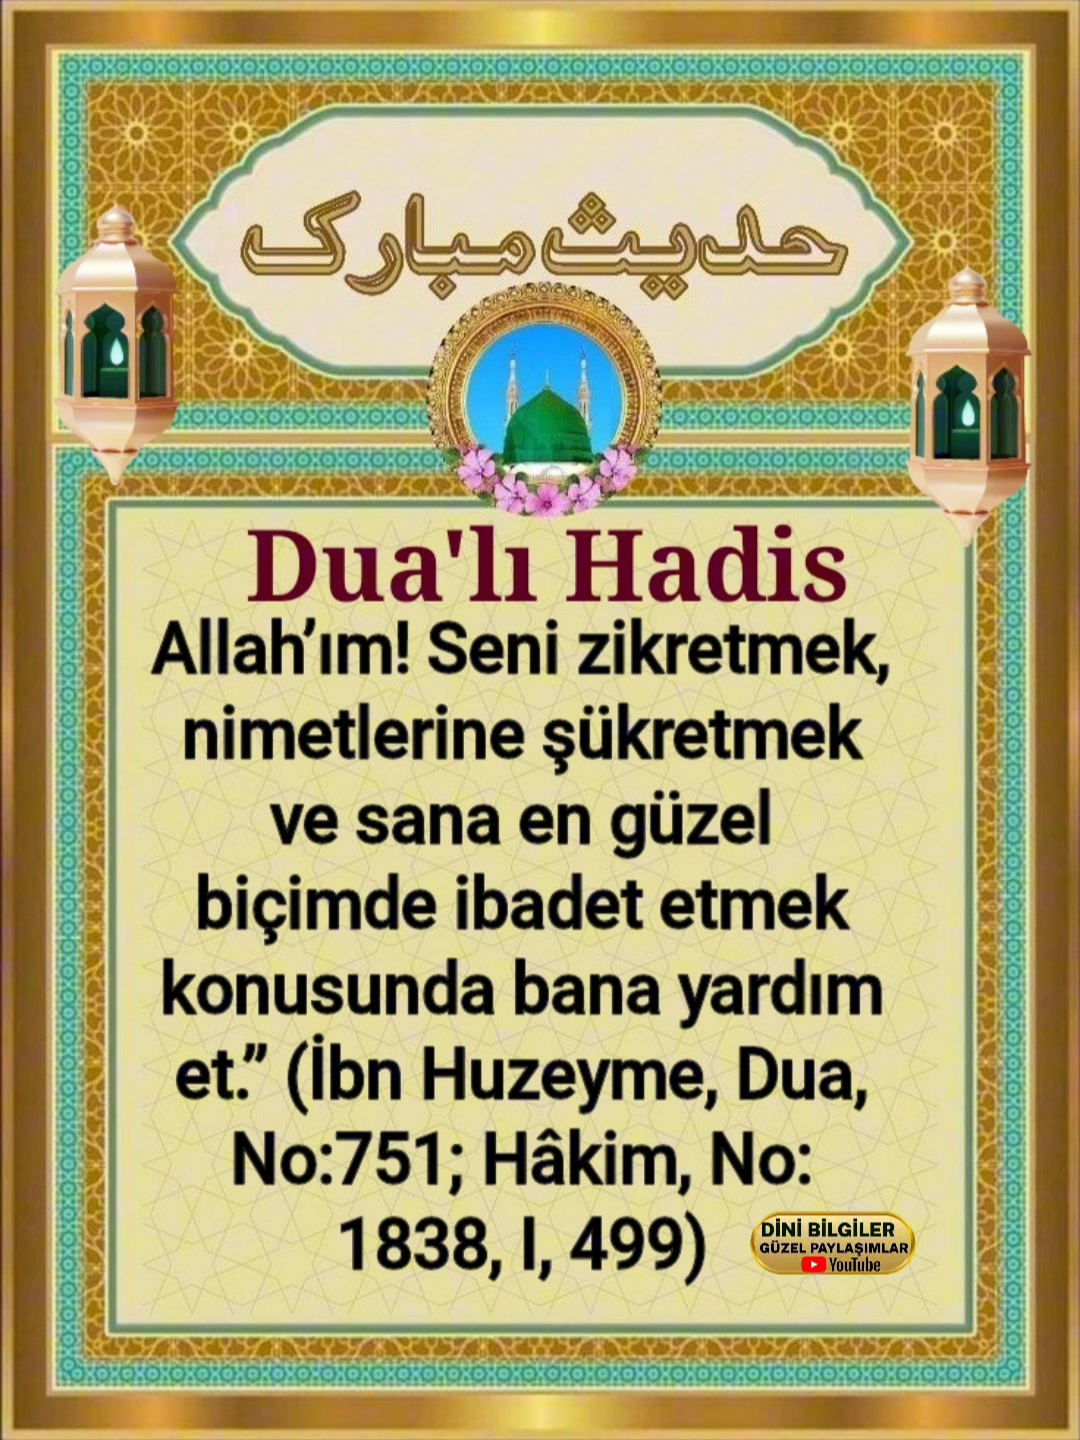 حدیث مبارک
Dua'lı Hadis
Allah’ım! Seni zikretmek,
nimetlerine şükretmek
ve sana en güzel
biçimde ibadet etmek
konusunda bana yardım
et.” (İbn Huzeyme, Dua,
No:751; Hâkim, No:
1838, I, 499)
DİNİ BİLGİLER
GÜZEL PAYLAŞIMLAR
YouTube